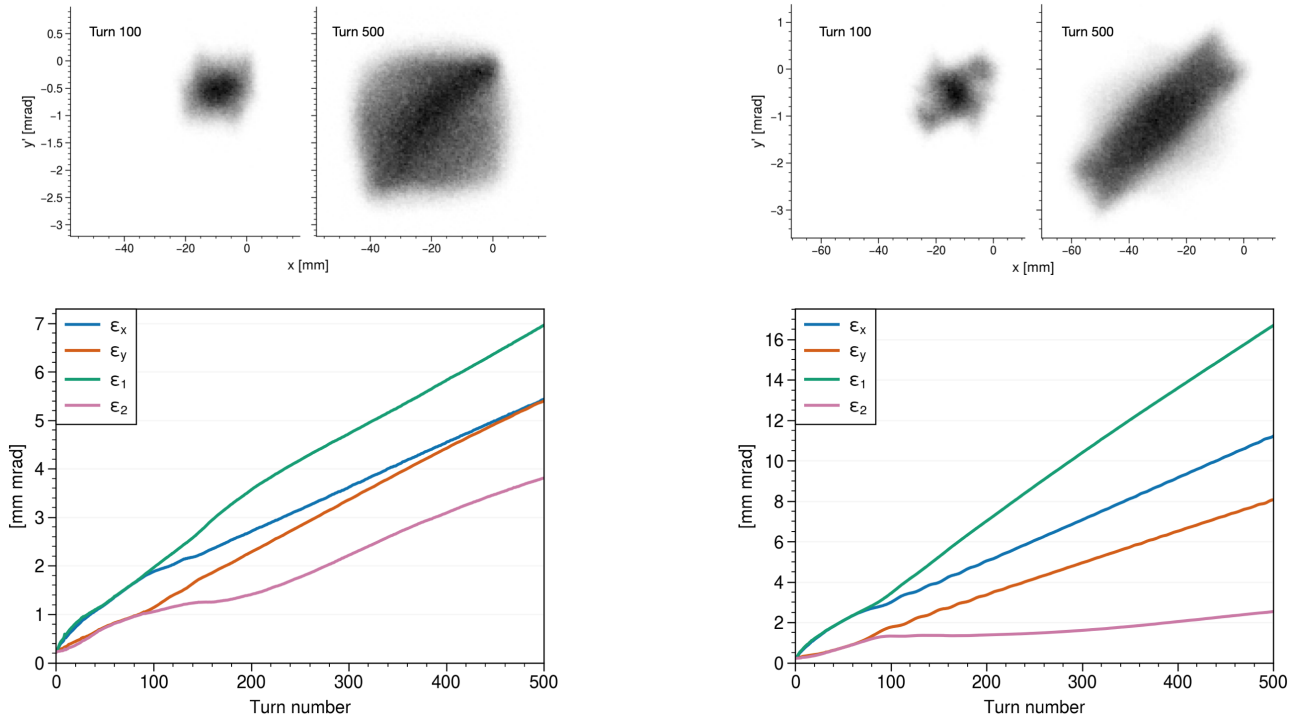 Turn 100
Turn 500
y' [mrad]
0.5
0
−0.5
−1
−1.5
−2
−2.5
−3
−40
−20
0
−40
−20
0
x [mm]
Turn 100
Turn 500
y' [mrad]
1
0
−1
−2
−3
−60
−40
−20
0
−60
−40
−20
0
x [mm]
εx
εy
ε1
ε2
[mm mrad]
7
6
5
4
3
2
1
0
0
100
200
300
400
500
Turn number
εx
εy
ε1
ε2
[mm mrad]
16
14
12
10
8
6
4
2
0
0
100
200
300
400
500
Turn number